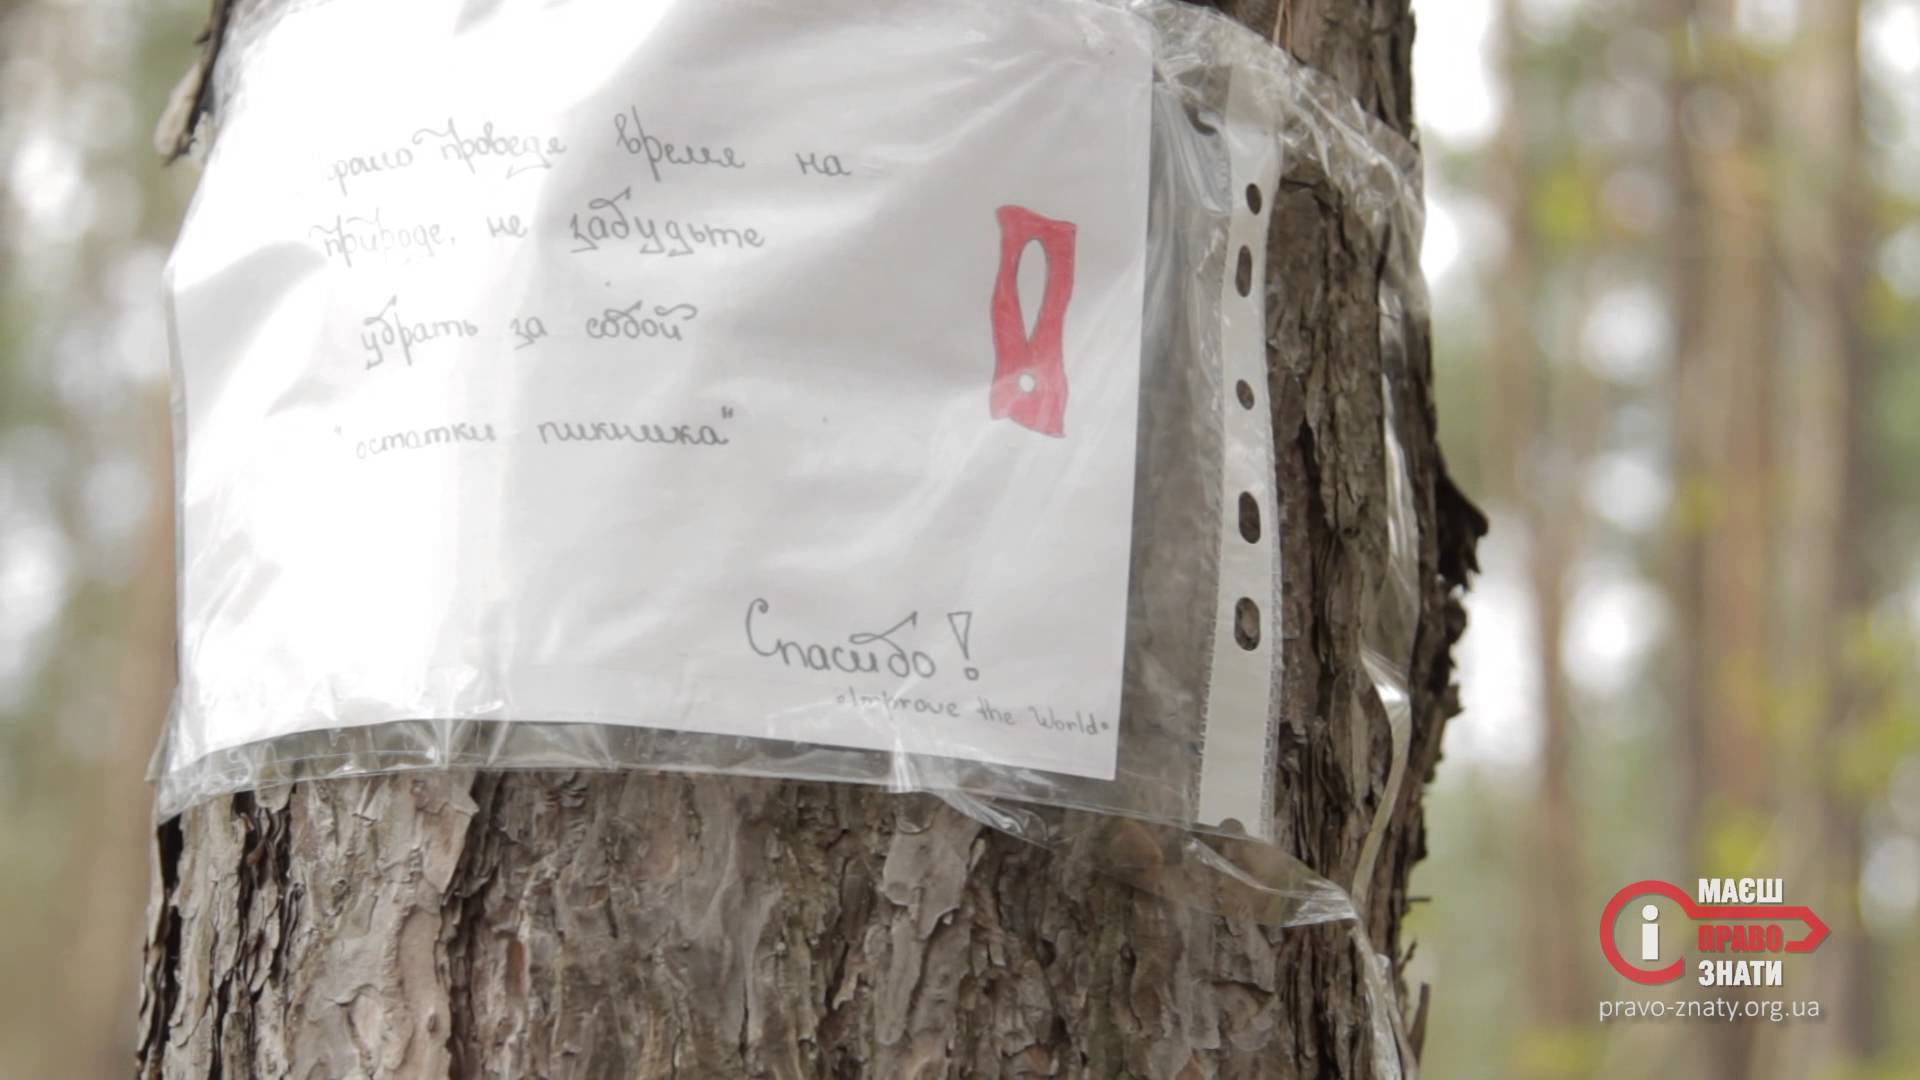 проведя время на
природе, не забудьте
убрать за собой
"остатки пикника"
Спасибо!
"Improve the World"
МАЄШ
ПРАВО
ЗНАТИ
pravo-znaty.org.ua